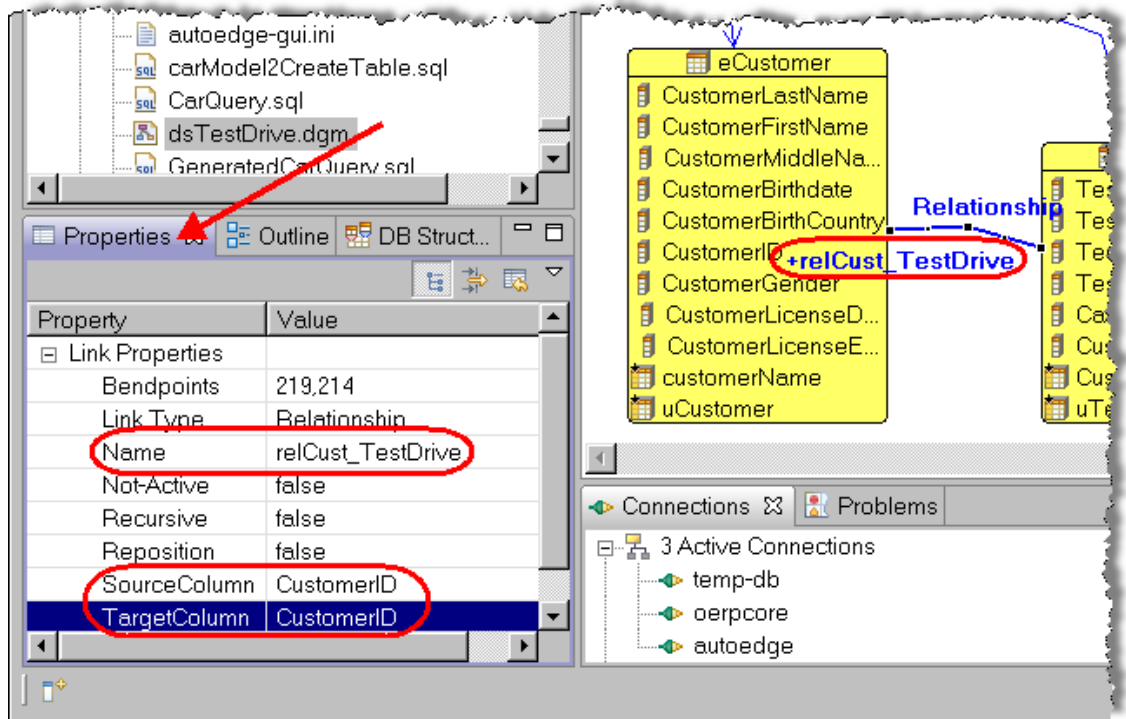 autoedge-gui.ini
carModel2CreateTable.sql
CarQuery.sql
dsTestDrive.dgm
GeneratedCarQuery.sql
Properties
Outline
DB Struct...
Property Value
Link Properties
Bendpoints 219,214
Link Type Relationship
Name relCust_TestDrive
Not-Active false
Recursive false
Reposition false
SourceColumn CustomerID
TargetColumn CustomerID
eCustomer
CustomerLastName
CustomerFirstName
CustomerMiddleNa...
CustomerBirthdate
CustomerBirthCountry
CustomerID
CustomerGender
CustomerLicenseD...
CustomerLicenseE...
customerName
uCustomer
Relationship
+relCust_TestDrive
Connections
Problems
3 Active Connections
temp-db
oerpcore
autoedge